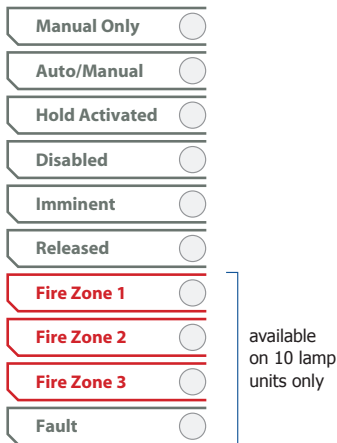 Manual Only
Auto/Manual
Hold Activated
Disabled
Imminent
Released
Fire Zone 1
Fire Zone 2
Fire Zone 3
Fault
available
on 10 lamp
units only